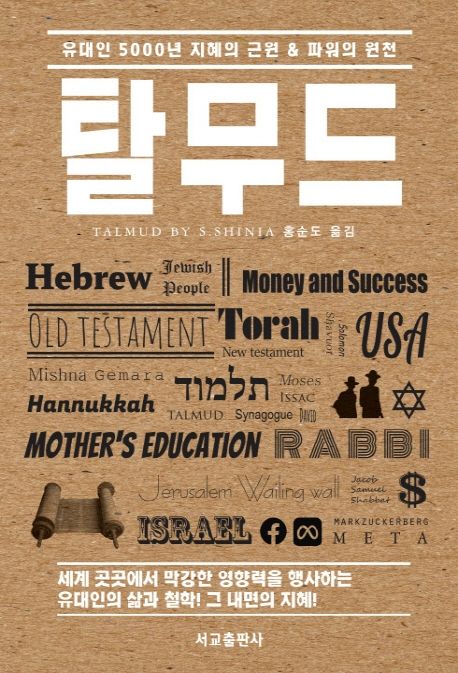 유대인 5000년 지혜의 근원 & 파워의 원천
탈무드
TALMUD BY S.SHINIA 홍순도 옮김
Hebrew
Jewish
People
Money and Success
OLD TESTAMENT
Torah
New testament
Shavuot
Solomon
USA
Mishna Gemara
Hannukkah
תלמוד
TALMUD
Synagogue
Moses
ISSAC
DAVID
MOTHER'S EDUCATION
RABBI
Jerusalem Wailing wall
Jacob
Samuel
Shabbat
$
ISRAEL
MARKZUCKERBERG
META
세계 곳곳에서 막강한 영향력을 행사하는
유대인의 삶과 철학! 그 내면의 지혜!
서교출판사